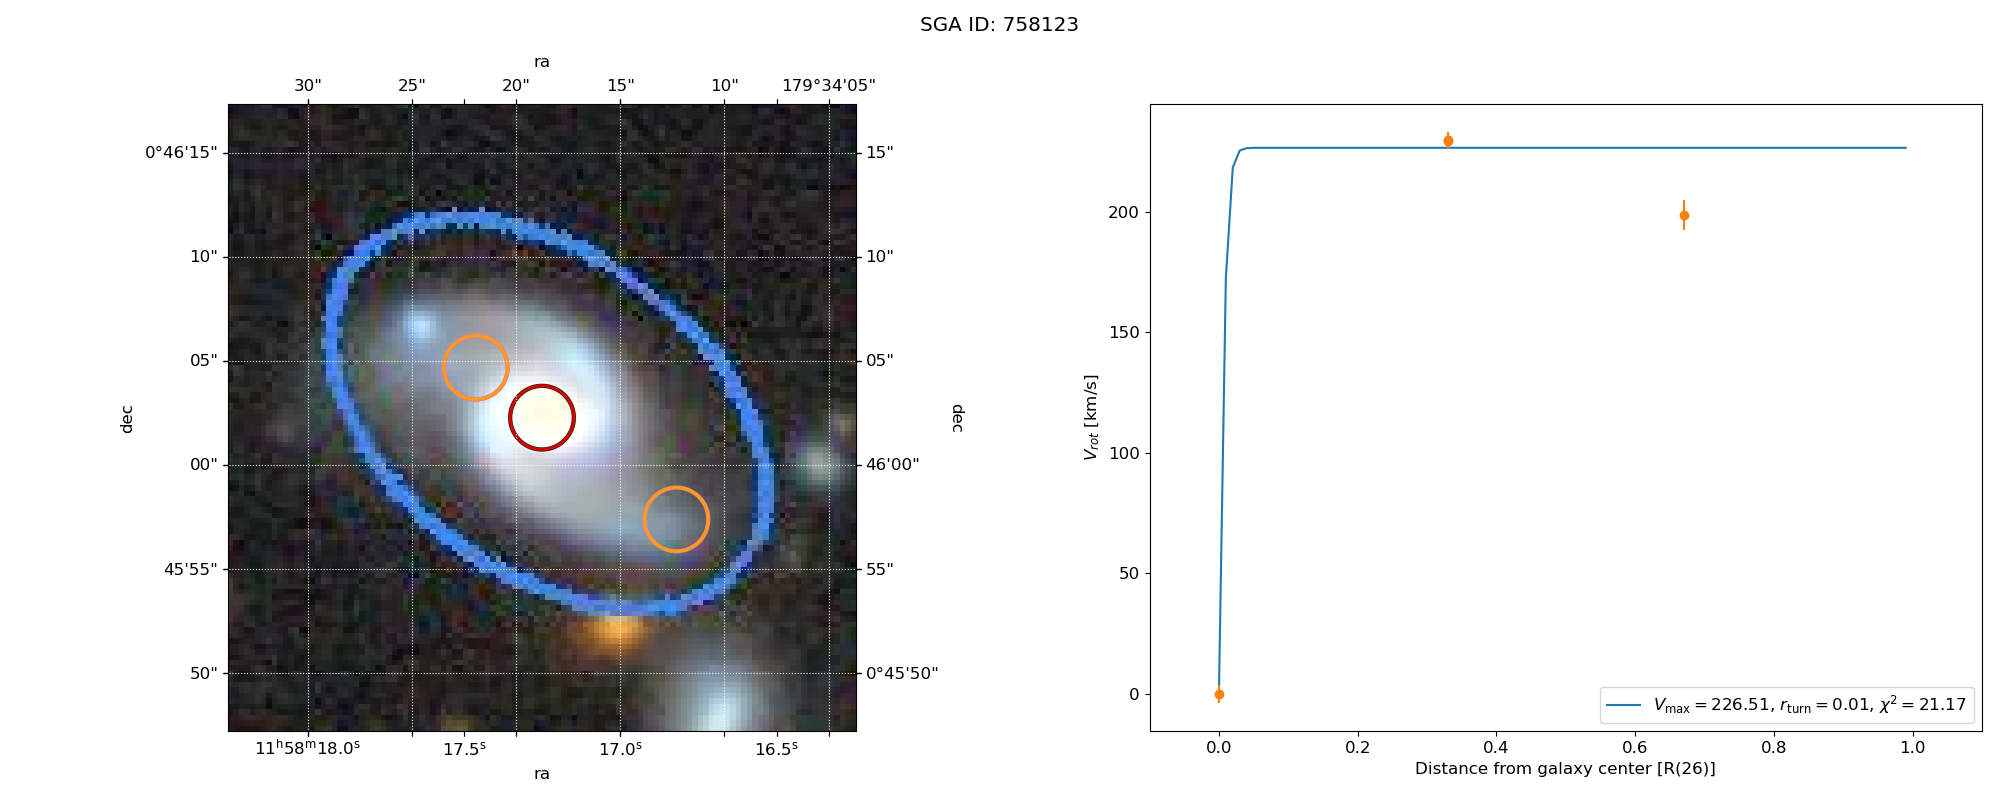 SGA ID: 758123
ra
30" 25" 20" 15" 10" 179°34'05"
0°46'15" 15"
10" 10"
05" 05"
00" 46'00"
45'55" 55"
50" 0°45'50"
dec
dec
11ʰ58ᵐ18.0ˢ 17.5ˢ 17.0ˢ 16.5ˢ
ra
200
150
100
50
0
V_rot [km/s]
V_max = 226.51, r_turn = 0.01, χ² = 21.17
0.0 0.2 0.4 0.6 0.8 1.0
Distance from galaxy center [R(26)]